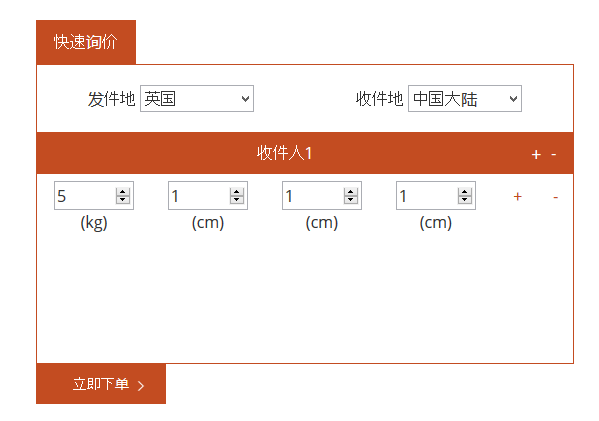 快速询价
发件地 英国 收件地 中国大陆
收件人1 + -
5 1 1 1 + -
(kg) (cm) (cm) (cm)
立即下单 >